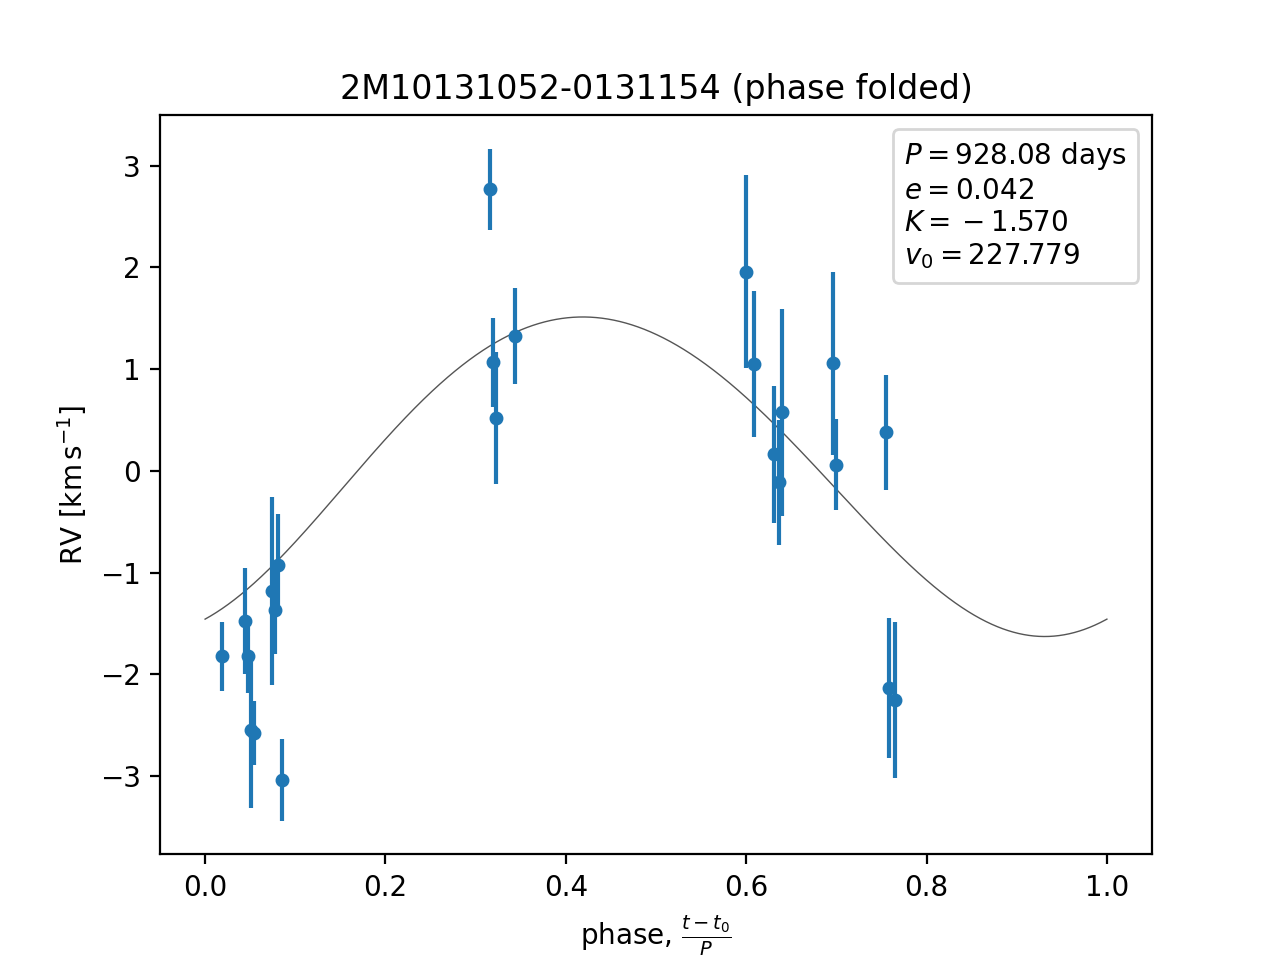 2M10131052-0131154 (phase folded)
P = 928.08 days
e = 0.042
K = − 1.570
v₀ = 227.779
3
2
1
0
−1
−2
−3
RV [km s⁻¹]
0.0 0.2 0.4 0.6 0.8 1.0
phase, (t − t₀)/P